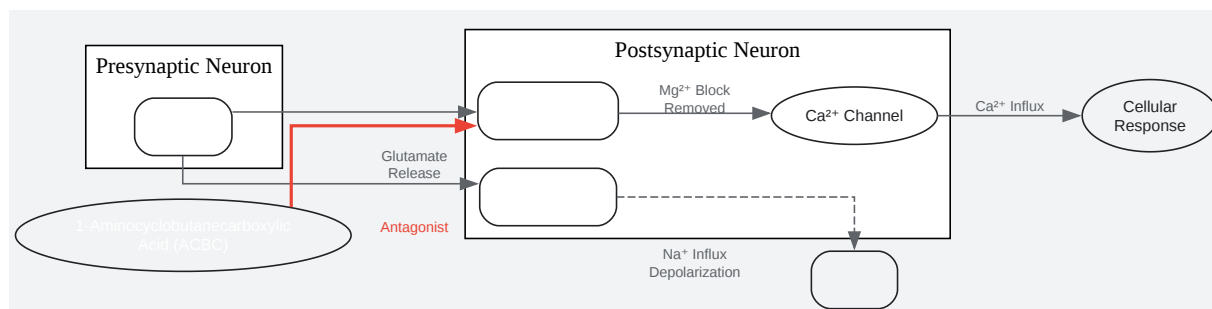 Presynaptic Neuron
Postsynaptic Neuron
Mg²⁺ Block
Removed
Ca²⁺ Channel
Ca²⁺ Influx
Cellular
Response
Glutamate
Release
1-Aminocyclobutanecarboxylic
Acid (ACBC)
Antagonist
Na⁺ Influx
Depolarization